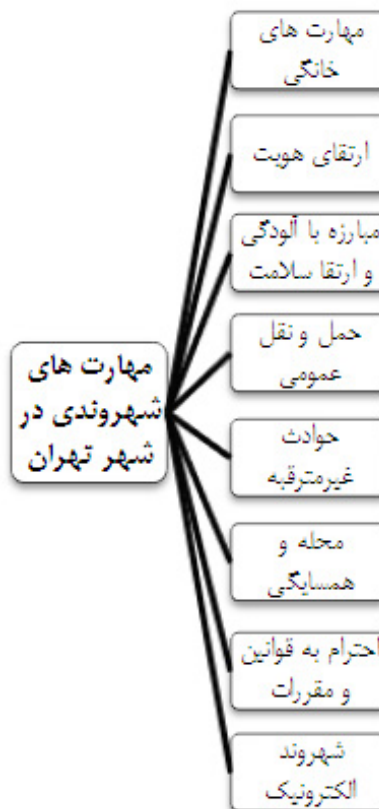 مهارت های
خانگی
ارتقای هویت
مبارزه با آلودگی
و ارتقا سلامت
حمل و نقل
عمومی
مهارت های
شهروندی در
شهر تهران
حوادث
غیرمترقبه
محله و
همسایگی
احترام به قوانین
و مقررات
شهروند
الکترونیک